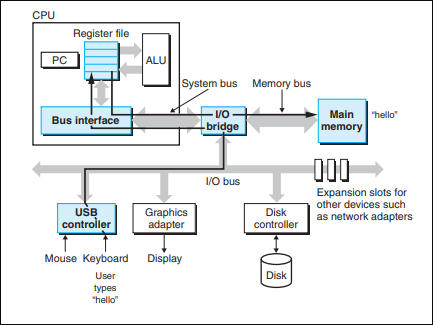 CPU
Register file
PC
ALU
System bus
Memory bus
Bus interface
I/O
bridge
Main
memory
"hello"
I/O bus
Expansion slots for
other devices such
as network adapters
USB
controller
Graphics
adapter
Disk
controller
Mouse
Keyboard
Display
User
types
"hello"
Disk